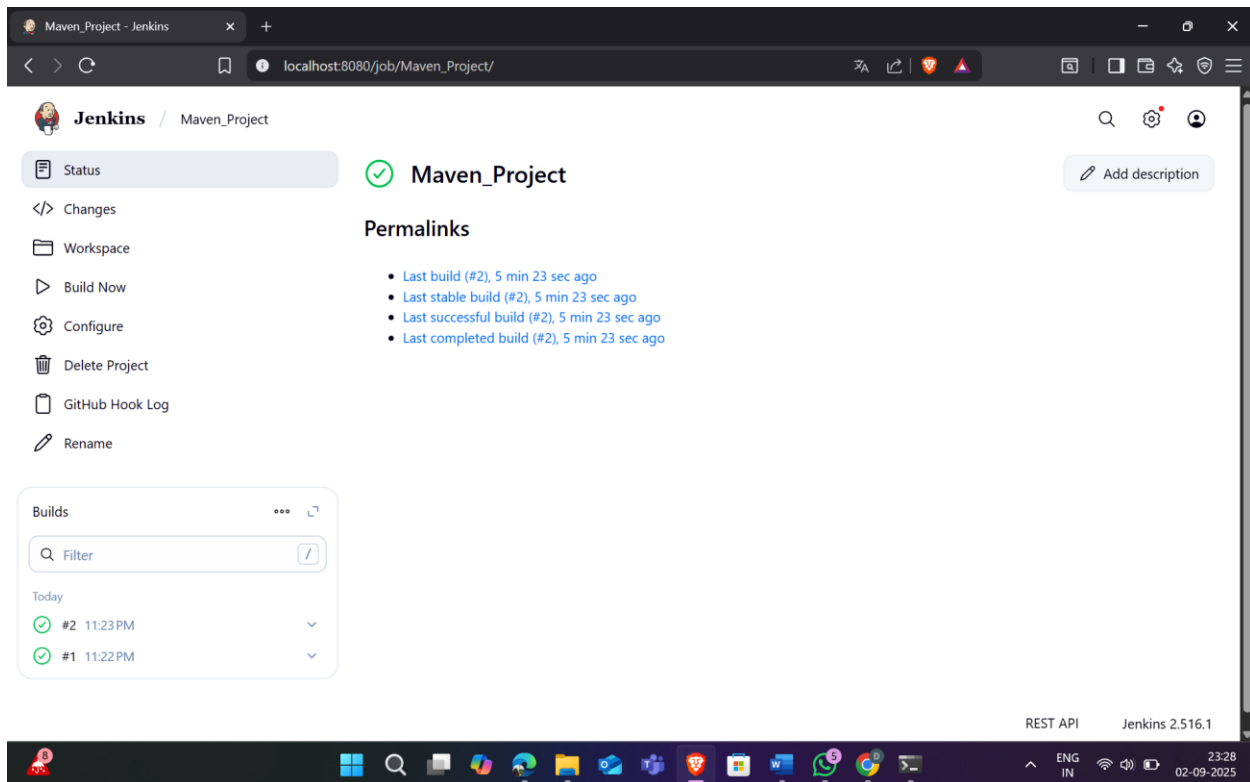 Maven_Project - Jenkins
localhost:8080/job/Maven_Project/
Jenkins / Maven_Project
Status
Changes
Workspace
Build Now
Configure
Delete Project
GitHub Hook Log
Rename
Maven_Project
Add description
Permalinks
Last build (#2), 5 min 23 sec ago
Last stable build (#2), 5 min 23 sec ago
Last successful build (#2), 5 min 23 sec ago
Last completed build (#2), 5 min 23 sec ago
Builds
Filter /
Today
#2 11:23 PM
#1 11:22 PM
REST API Jenkins 2.516.1
8
5
D
ENG
IN
23:28
02-09-2025